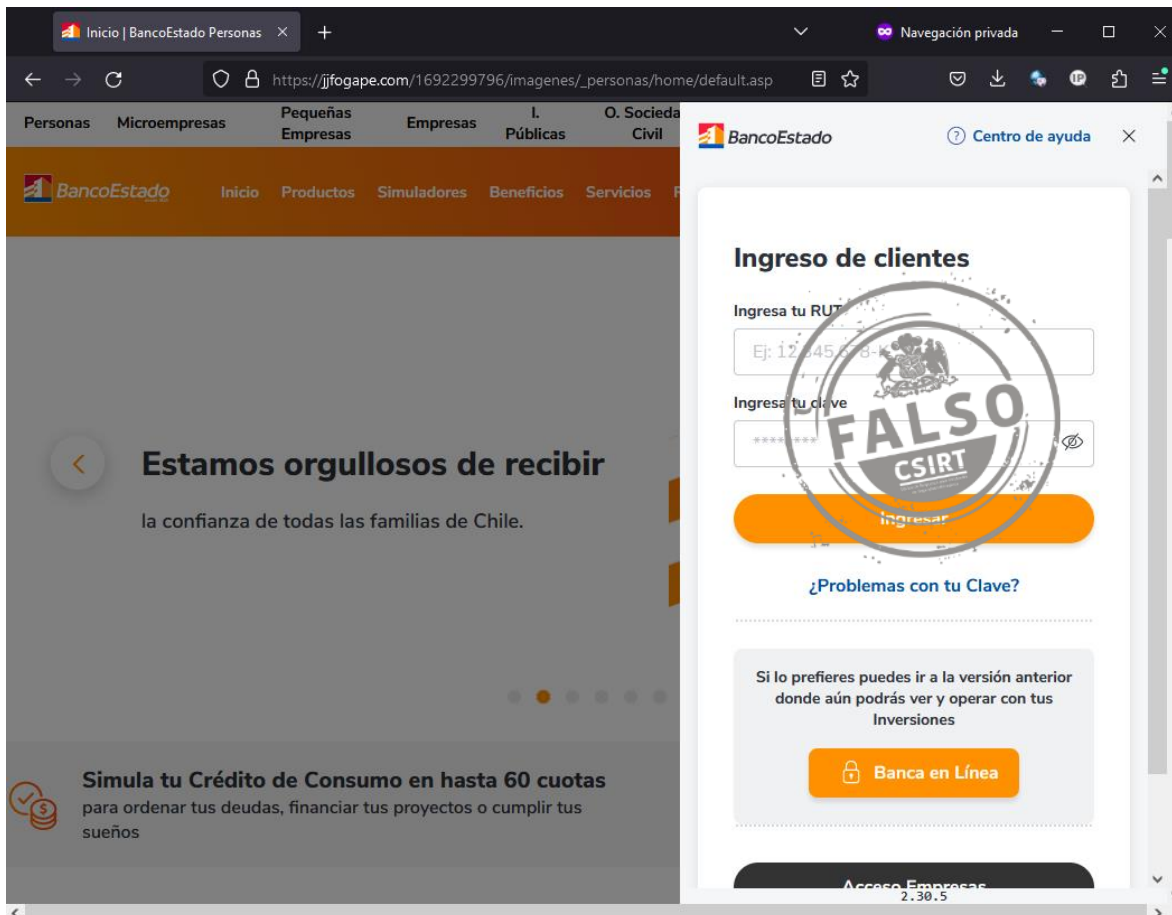 Inicio | BancoEstado Personas
Navegación privada
https://jjfogape.com/1692299796/imagenes/_personas/home/default.asp
Personas Microempresas Pequeñas Empresas Empresas I. Públicas O. Socieda Civil
BancoEstado Inicio Productos Simuladores Beneficios Servicios
Estamos orgullosos de recibir
la confianza de todas las familias de Chile.
Simula tu Crédito de Consumo en hasta 60 cuotas
para ordenar tus deudas, financiar tus proyectos o cumplir tus
sueños
BancoEstado
Centro de ayuda
Ingreso de clientes
Ingresa tu RUT
Ej: 12.345.678-K
Ingresa tu clave
********
FALSO
CSIRT
Ingresar
¿Problemas con tu Clave?
Si lo prefieres puedes ir a la versión anterior
donde aún podrás ver y operar con tus
Inversiones
Banca en Línea
Acceso Empresas
2.30.5